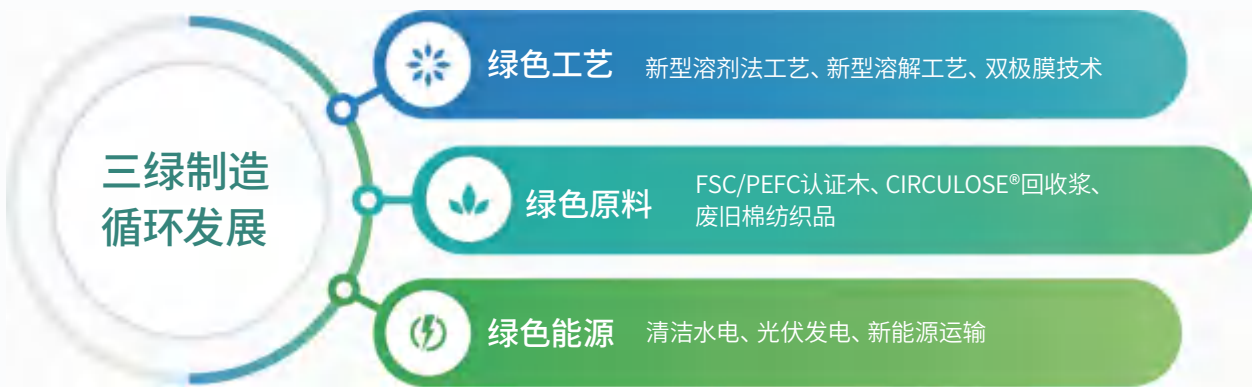 三绿制造
循环发展
绿色工艺
新型溶剂法工艺、新型溶解工艺、双极膜技术
绿色原料
FSC/PEFC认证木、CIRCULOSE®回收浆、
废旧棉纺织品
绿色能源
清洁水电、光伏发电、新能源运输